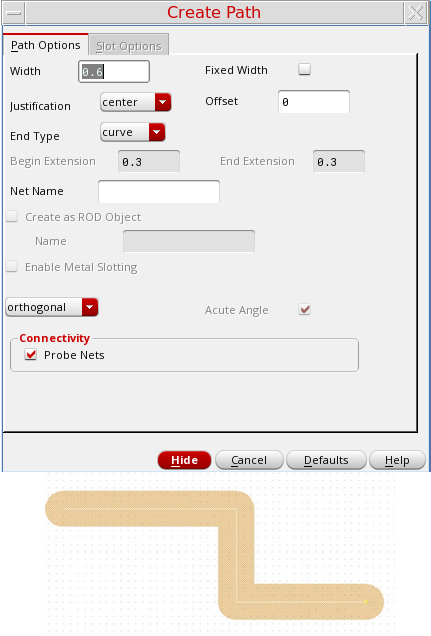 Create Path
Path Options Slot Options
Width 0.6 Fixed Width
Justification center Offset 0
End Type curve
Begin Extension 0.3 End Extension 0.3
Net Name
Create as ROD Object
Name
Enable Metal Slotting
orthogonal Acute Angle
Connectivity
Probe Nets
Hide Cancel Defaults Help